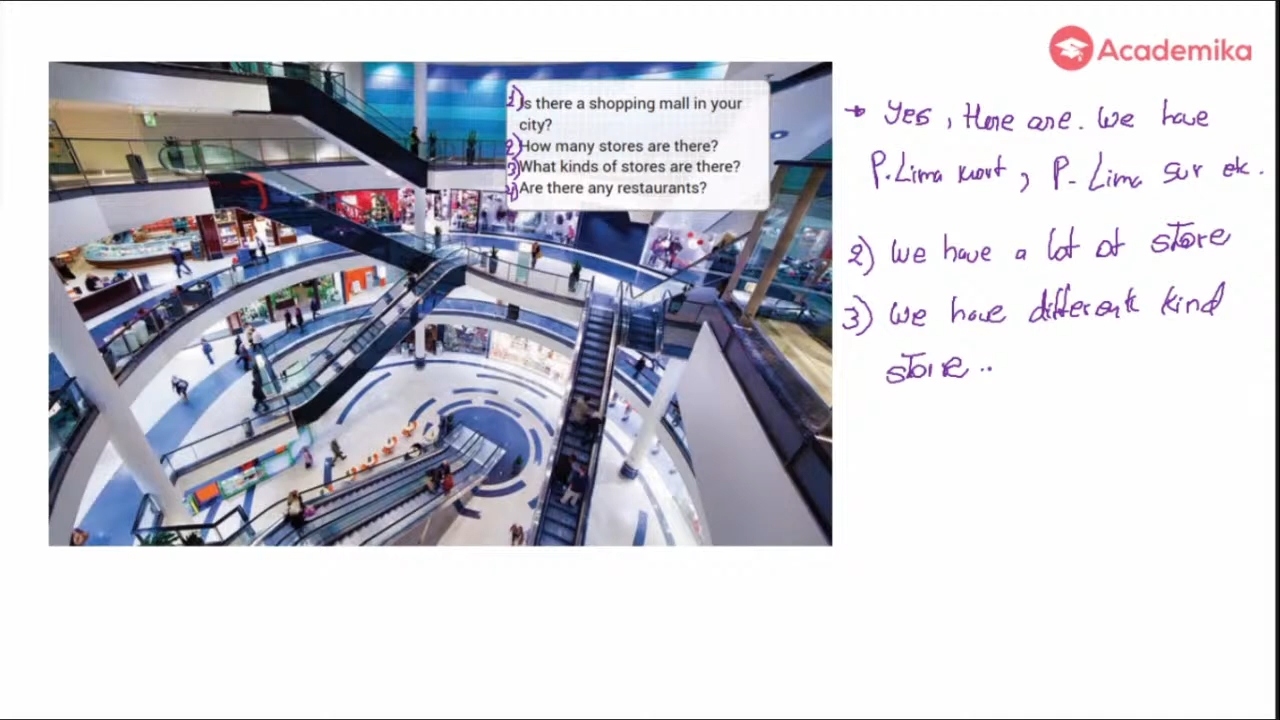 Academika
1) Is there a shopping mall in your
city?
2) How many stores are there?
3) What kinds of stores are there?
4) Are there any restaurants?
→ Yes, there are. We have
P. Lima nort, P- Lima sur etc.
2) We have a lot of store
3) We have different kind
store..